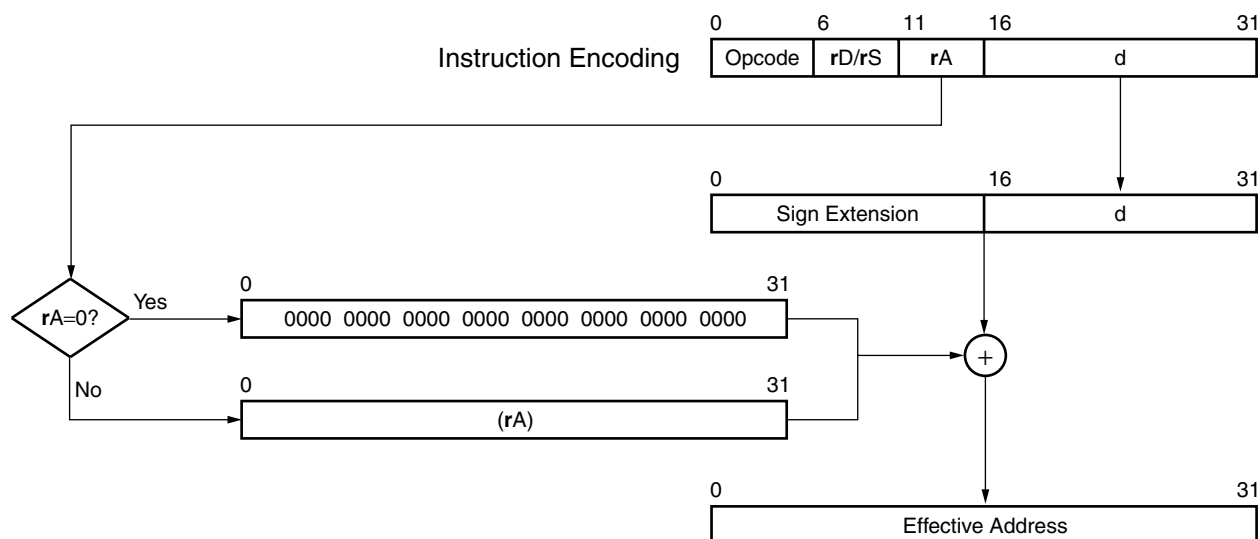 0 6 11 16 31
Instruction Encoding Opcode rD/rS rA d
0 16 31
Sign Extension d
0 31
rA=0? Yes 0000 0000 0000 0000 0000 0000 0000 0000
+
No 0 31
(rA)
0 31
Effective Address